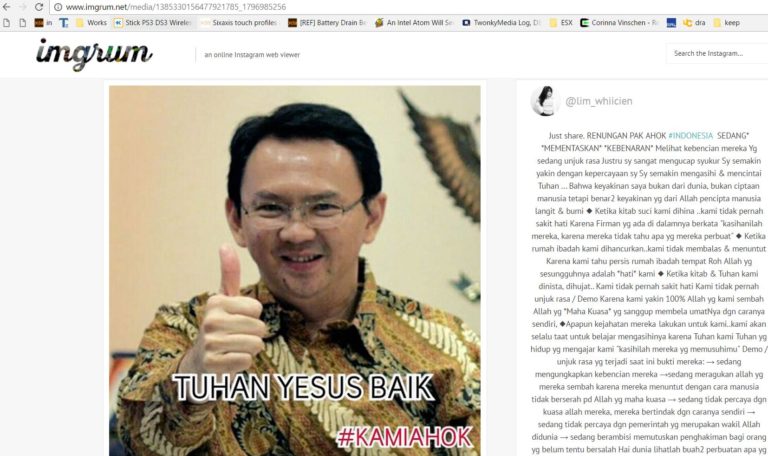 www.imgrum.net/media/1385330156477921785_1796985256
in
T
Stick PS3 DS3 Wireless
Sixaxis touch profiles
[REF] Battery Drain B
An Intel Atom Will Se
TwonkyMedia Log, D
ESX
Corinna Vinschen - R
dra
keep
imgrum
an online Instagram web viewer
Search the Instagram...
@lim_whiicien
Just share. RENUNGAN PAK AHOK #INDONESIA SEDANG*
*MEMENTASKAN* *KEBENARAN* Melihat kebencian mereka Yg
sedang unjuk rasa Justru sy sangat mengucap syukur Sy semakin
yakin dengan kepercayaan sy Sy semakin mengasihi & mencintai
Tuhan ... Bahwa keyakinan saya bukan dari dunia, bukan ciptaan
manusia tetapi benar2 keyakinan yg dari Allah pencipta manusia
langit & bumi ◆ Ketika kitab suci kami dihina ..kami tidak pernah
sakit hati Karena Firman yg ada di dalamnya berkata "kasihanilah
mereka, karena mereka tidak tahu apa yg mereka perbuat" ◆ Ketika
rumah ibadah kami dihancurkan..kami tidak membalas & menuntut
Karena kami tahu persis rumah ibadah tempat Roh Allah yg
sesungguhnya adalah *hati* kami ◆ Ketika kitab & Tuhan kami
dinista, dihujat.. Kami tidak pernah sakit hati Kami tidak pernah
unjuk rasa / Demo Karena kami yakin 100% Allah yg kami sembah
Allah yg *Maha Kuasa* yg sanggup membela umatNya dgn caranya
sendiri, ◆Apapun kejahatan mereka lakukan untuk kami..kami akan
selalu taat untuk belajar mengasihinya karena Tuhan kami Tuhan yg
hidup yg mengajar kami "kasihilah mereka yg memusuhimu" Demo /
unjuk rasa yg terjadi saat ini bukti mereka: → sedang
mengungkapkan kebencian mereka →sedang meragukan allah yg
mereka sembah karena mereka menuntut dengan cara manusia
tidak berserah pd Allah yg maha kuasa → sedang tidak percaya dgn
kuasa allah mereka, mereka bertindak dgn caranya sendiri →
sedang tidak percaya dgn pemerintah yg merupakan wakil Allah
didunia → sedang berambisi memutuskan penghakiman bagi orang
yg belum tentu bersalah Hai dunia lihatlah buah2 perbuatan apa yg
TUHAN YESUS BAIK
#KAMIAHOK